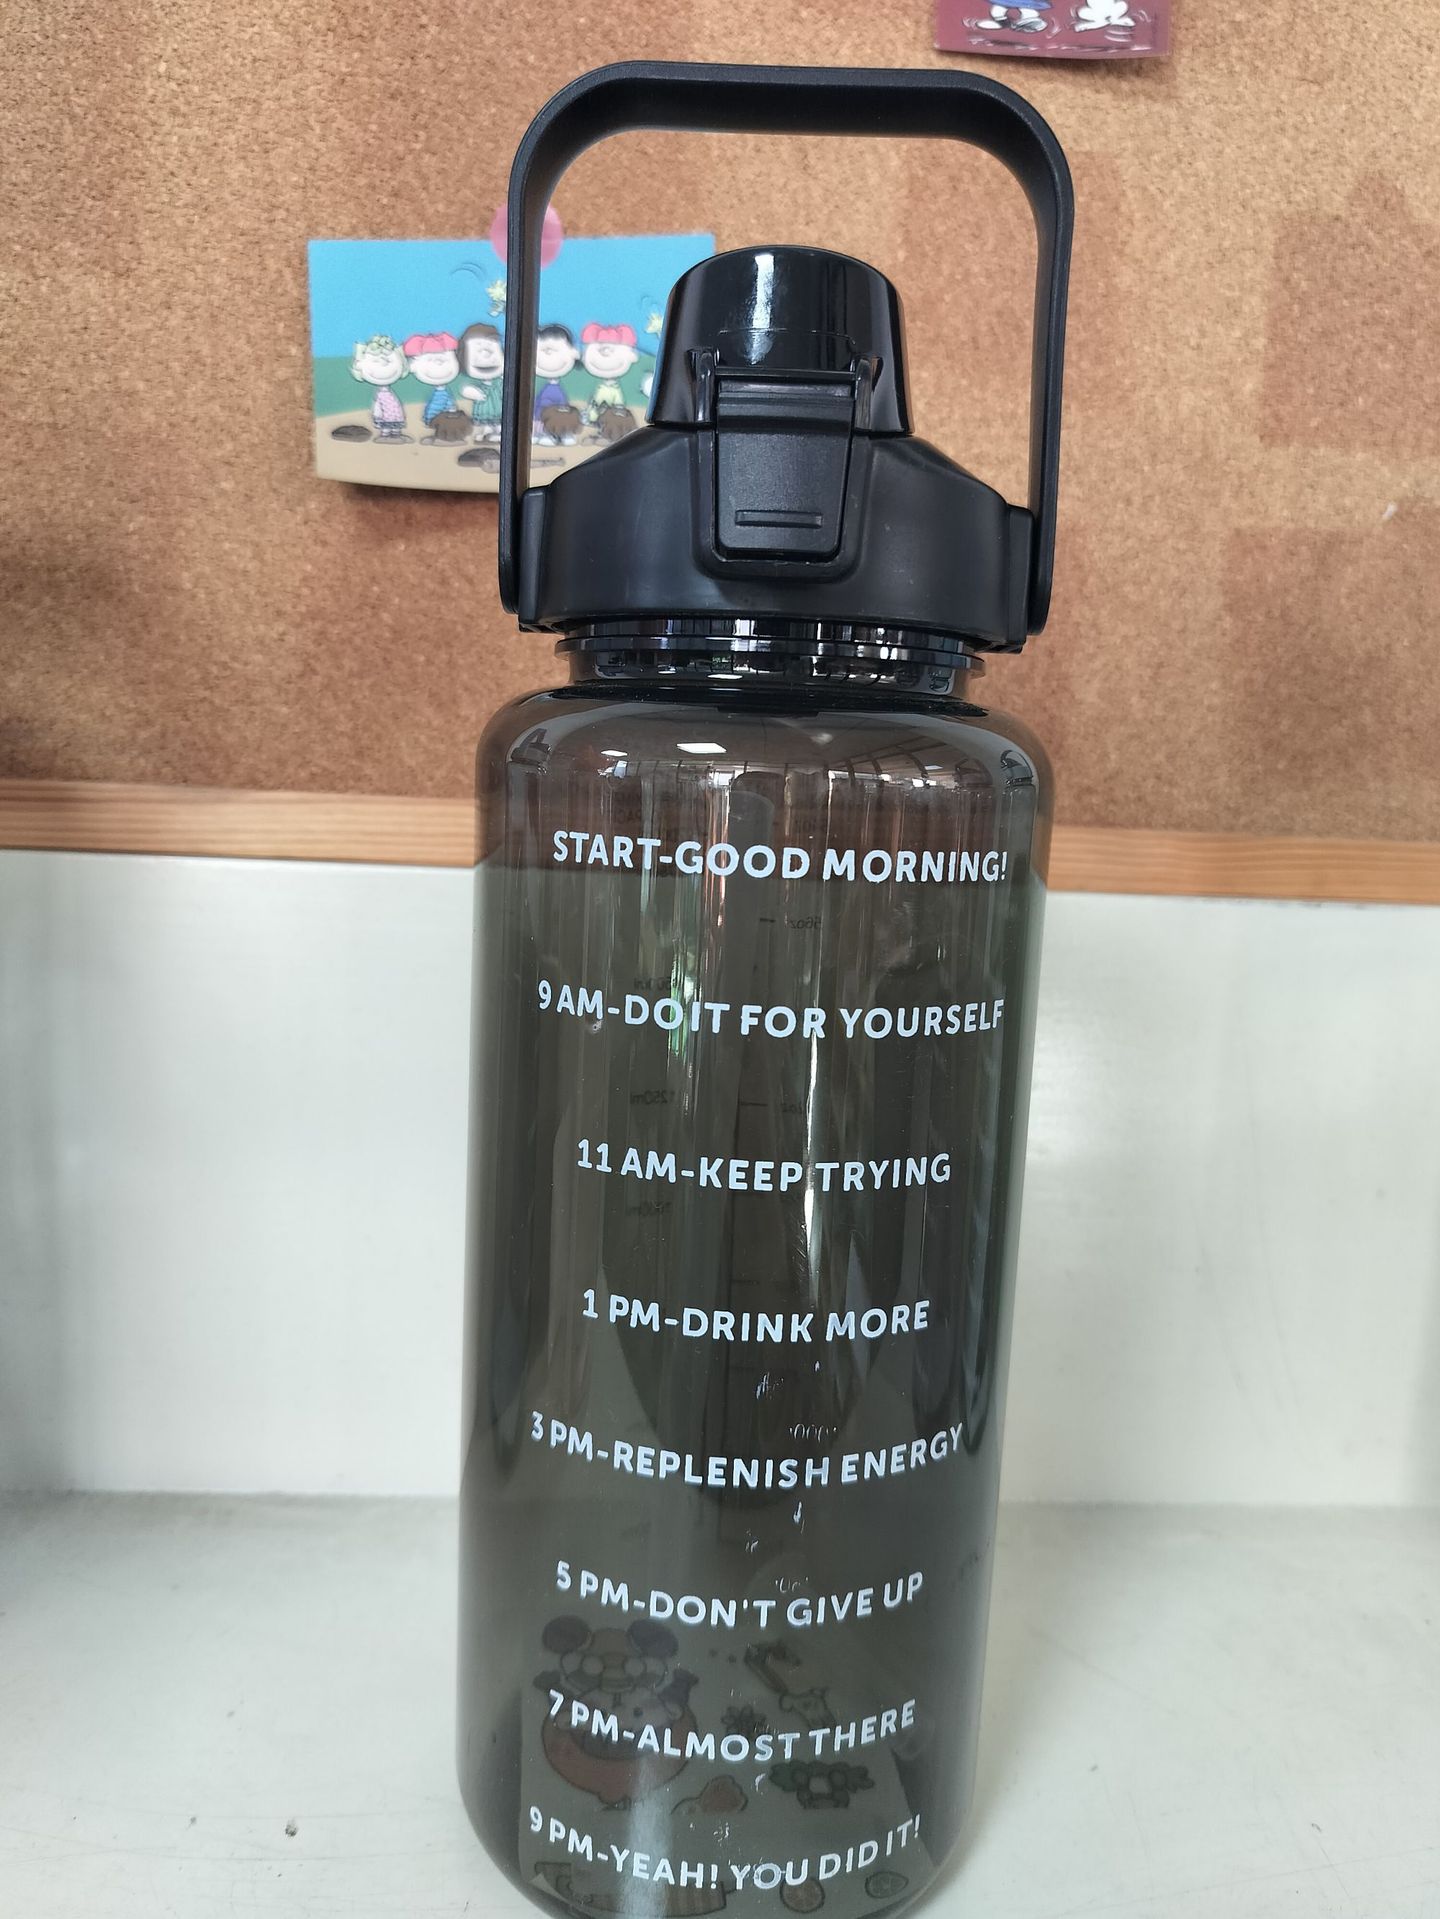 START-GOOD MORNING!
9 AM-DO IT FOR YOURSELF
11 AM-KEEP TRYING
1 PM-DRINK MORE
3 PM-REPLENISH ENERGY
5 PM-DON'T GIVE UP
7 PM-ALMOST THERE
9 PM-YEAH! YOU DID IT!